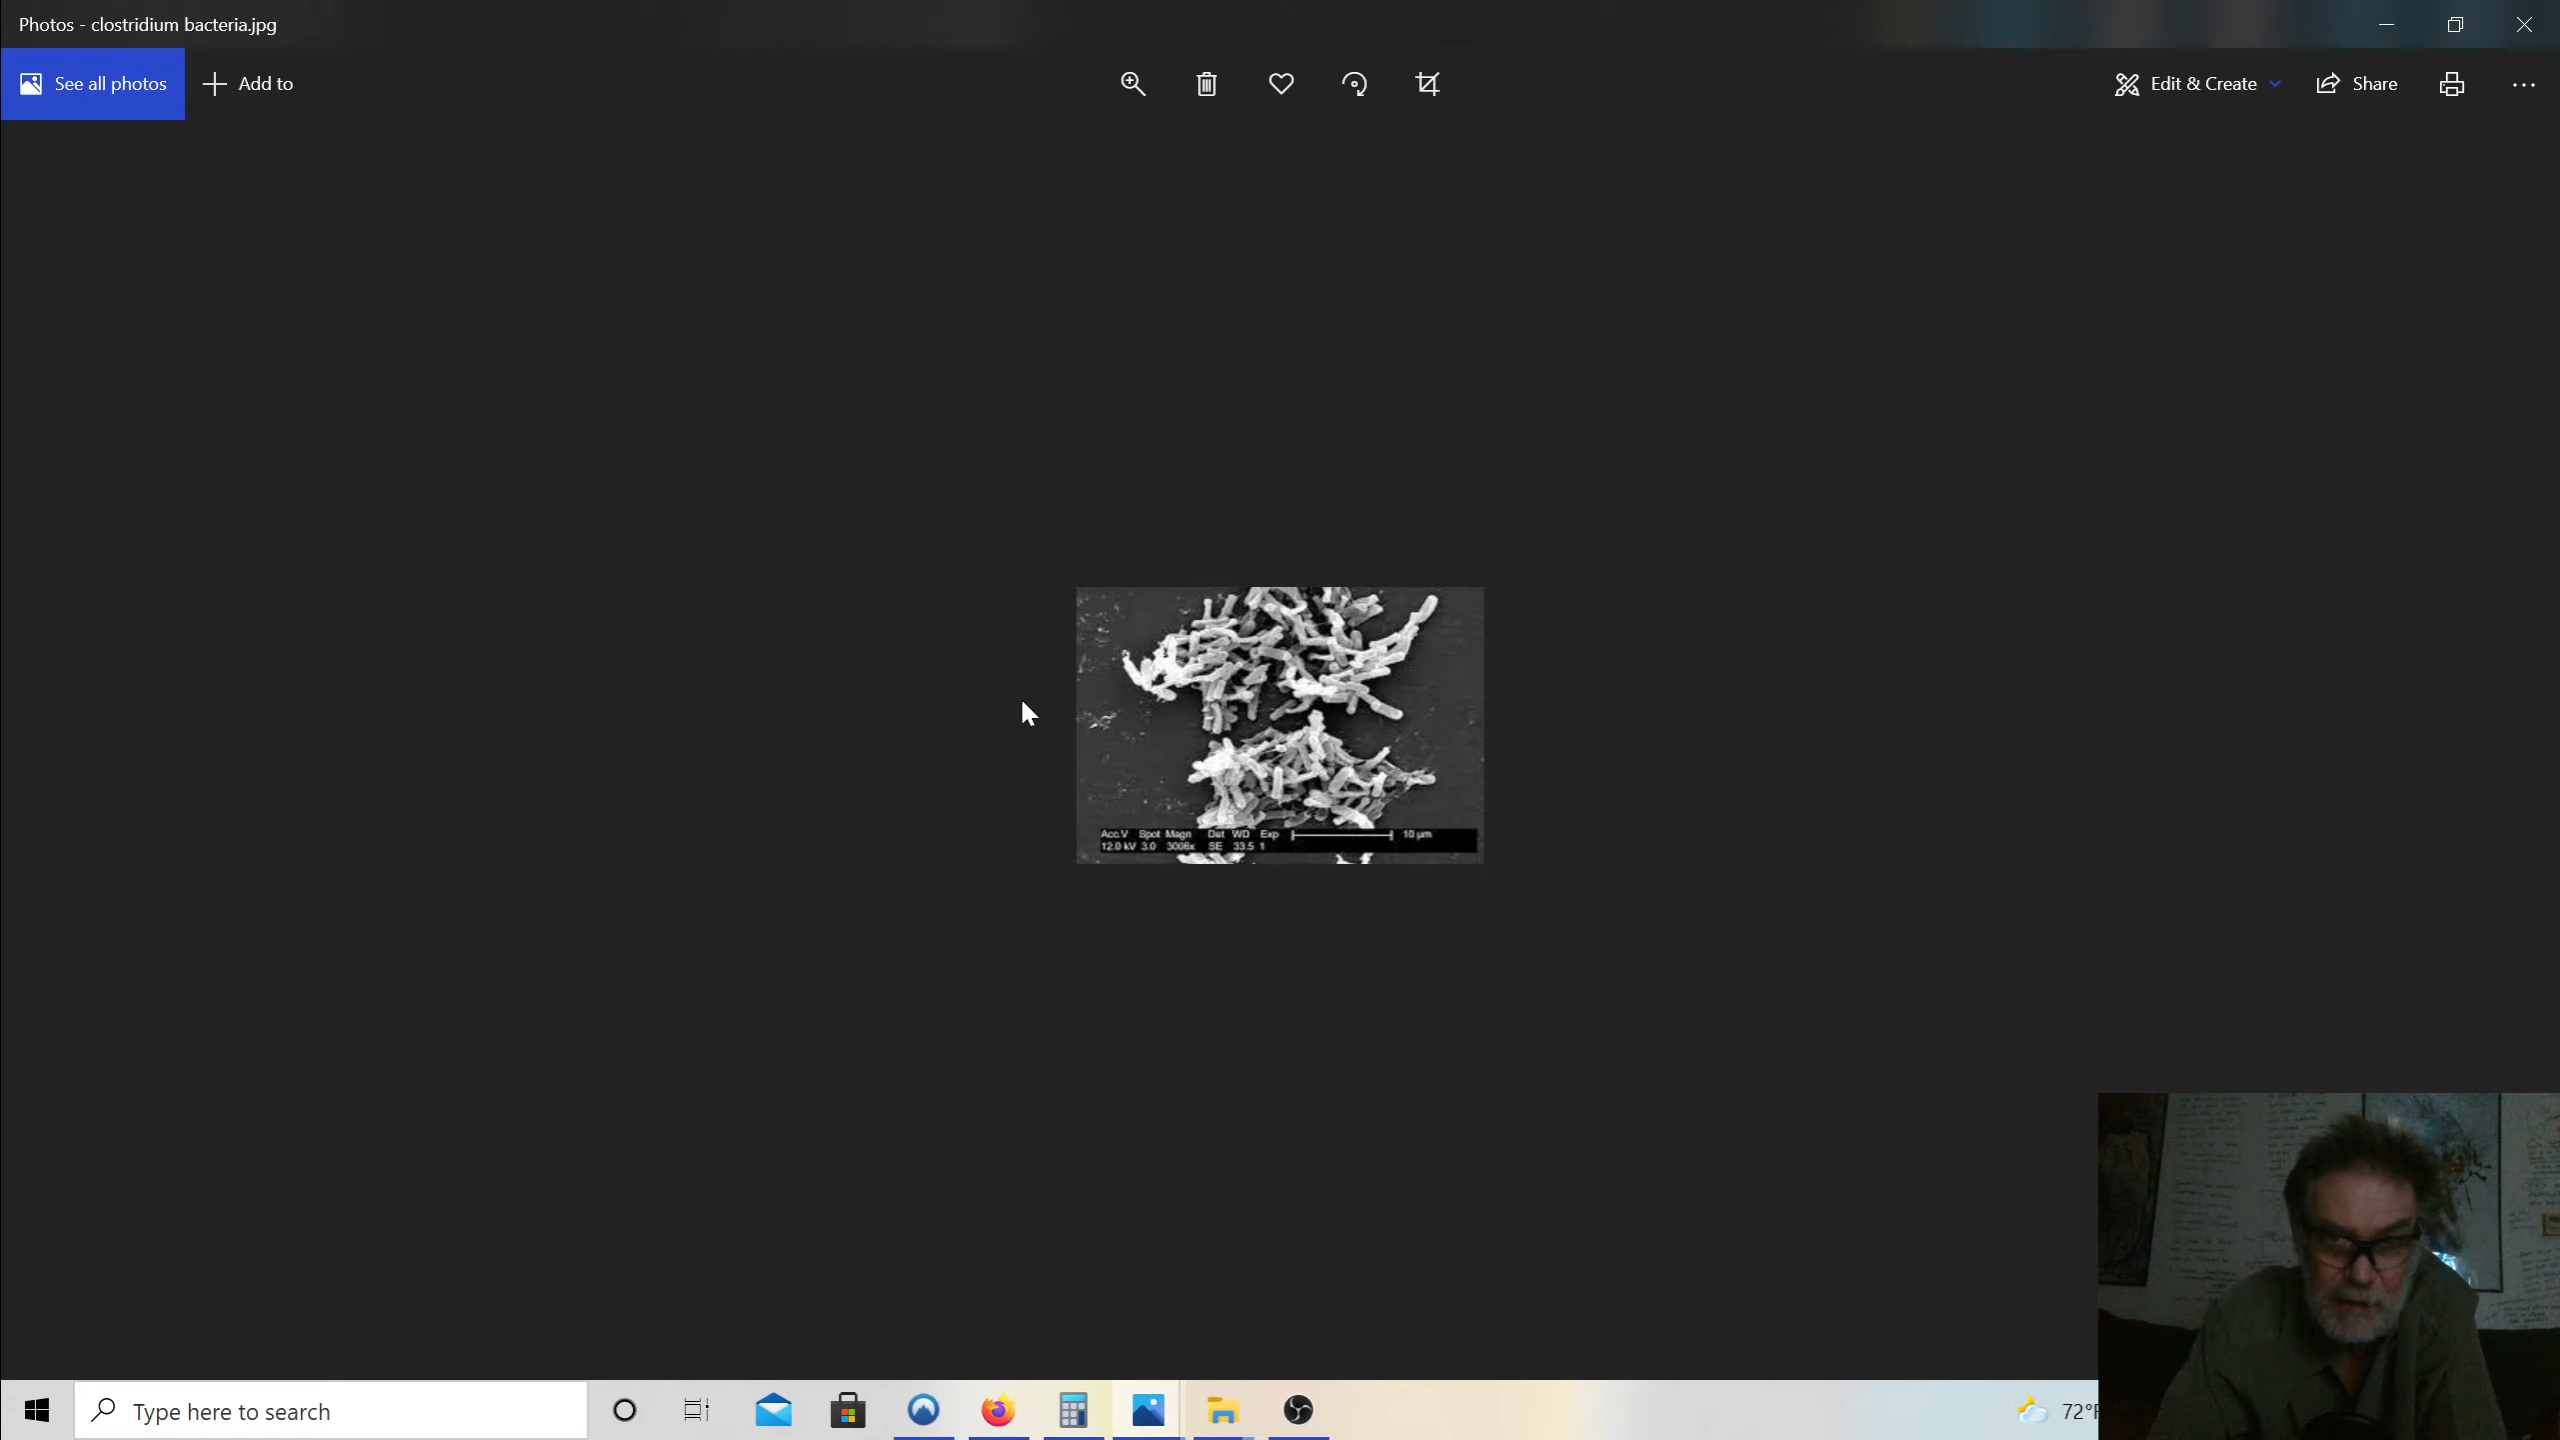 Photos - clostridium bacteria.jpg
See all photos
Add to
Edit & Create
Share
Acc.V Spot Magn Det WD Exp 10 µm
12.0 kV 3.0 3006x SE 33.5 1
Type here to search
72°F